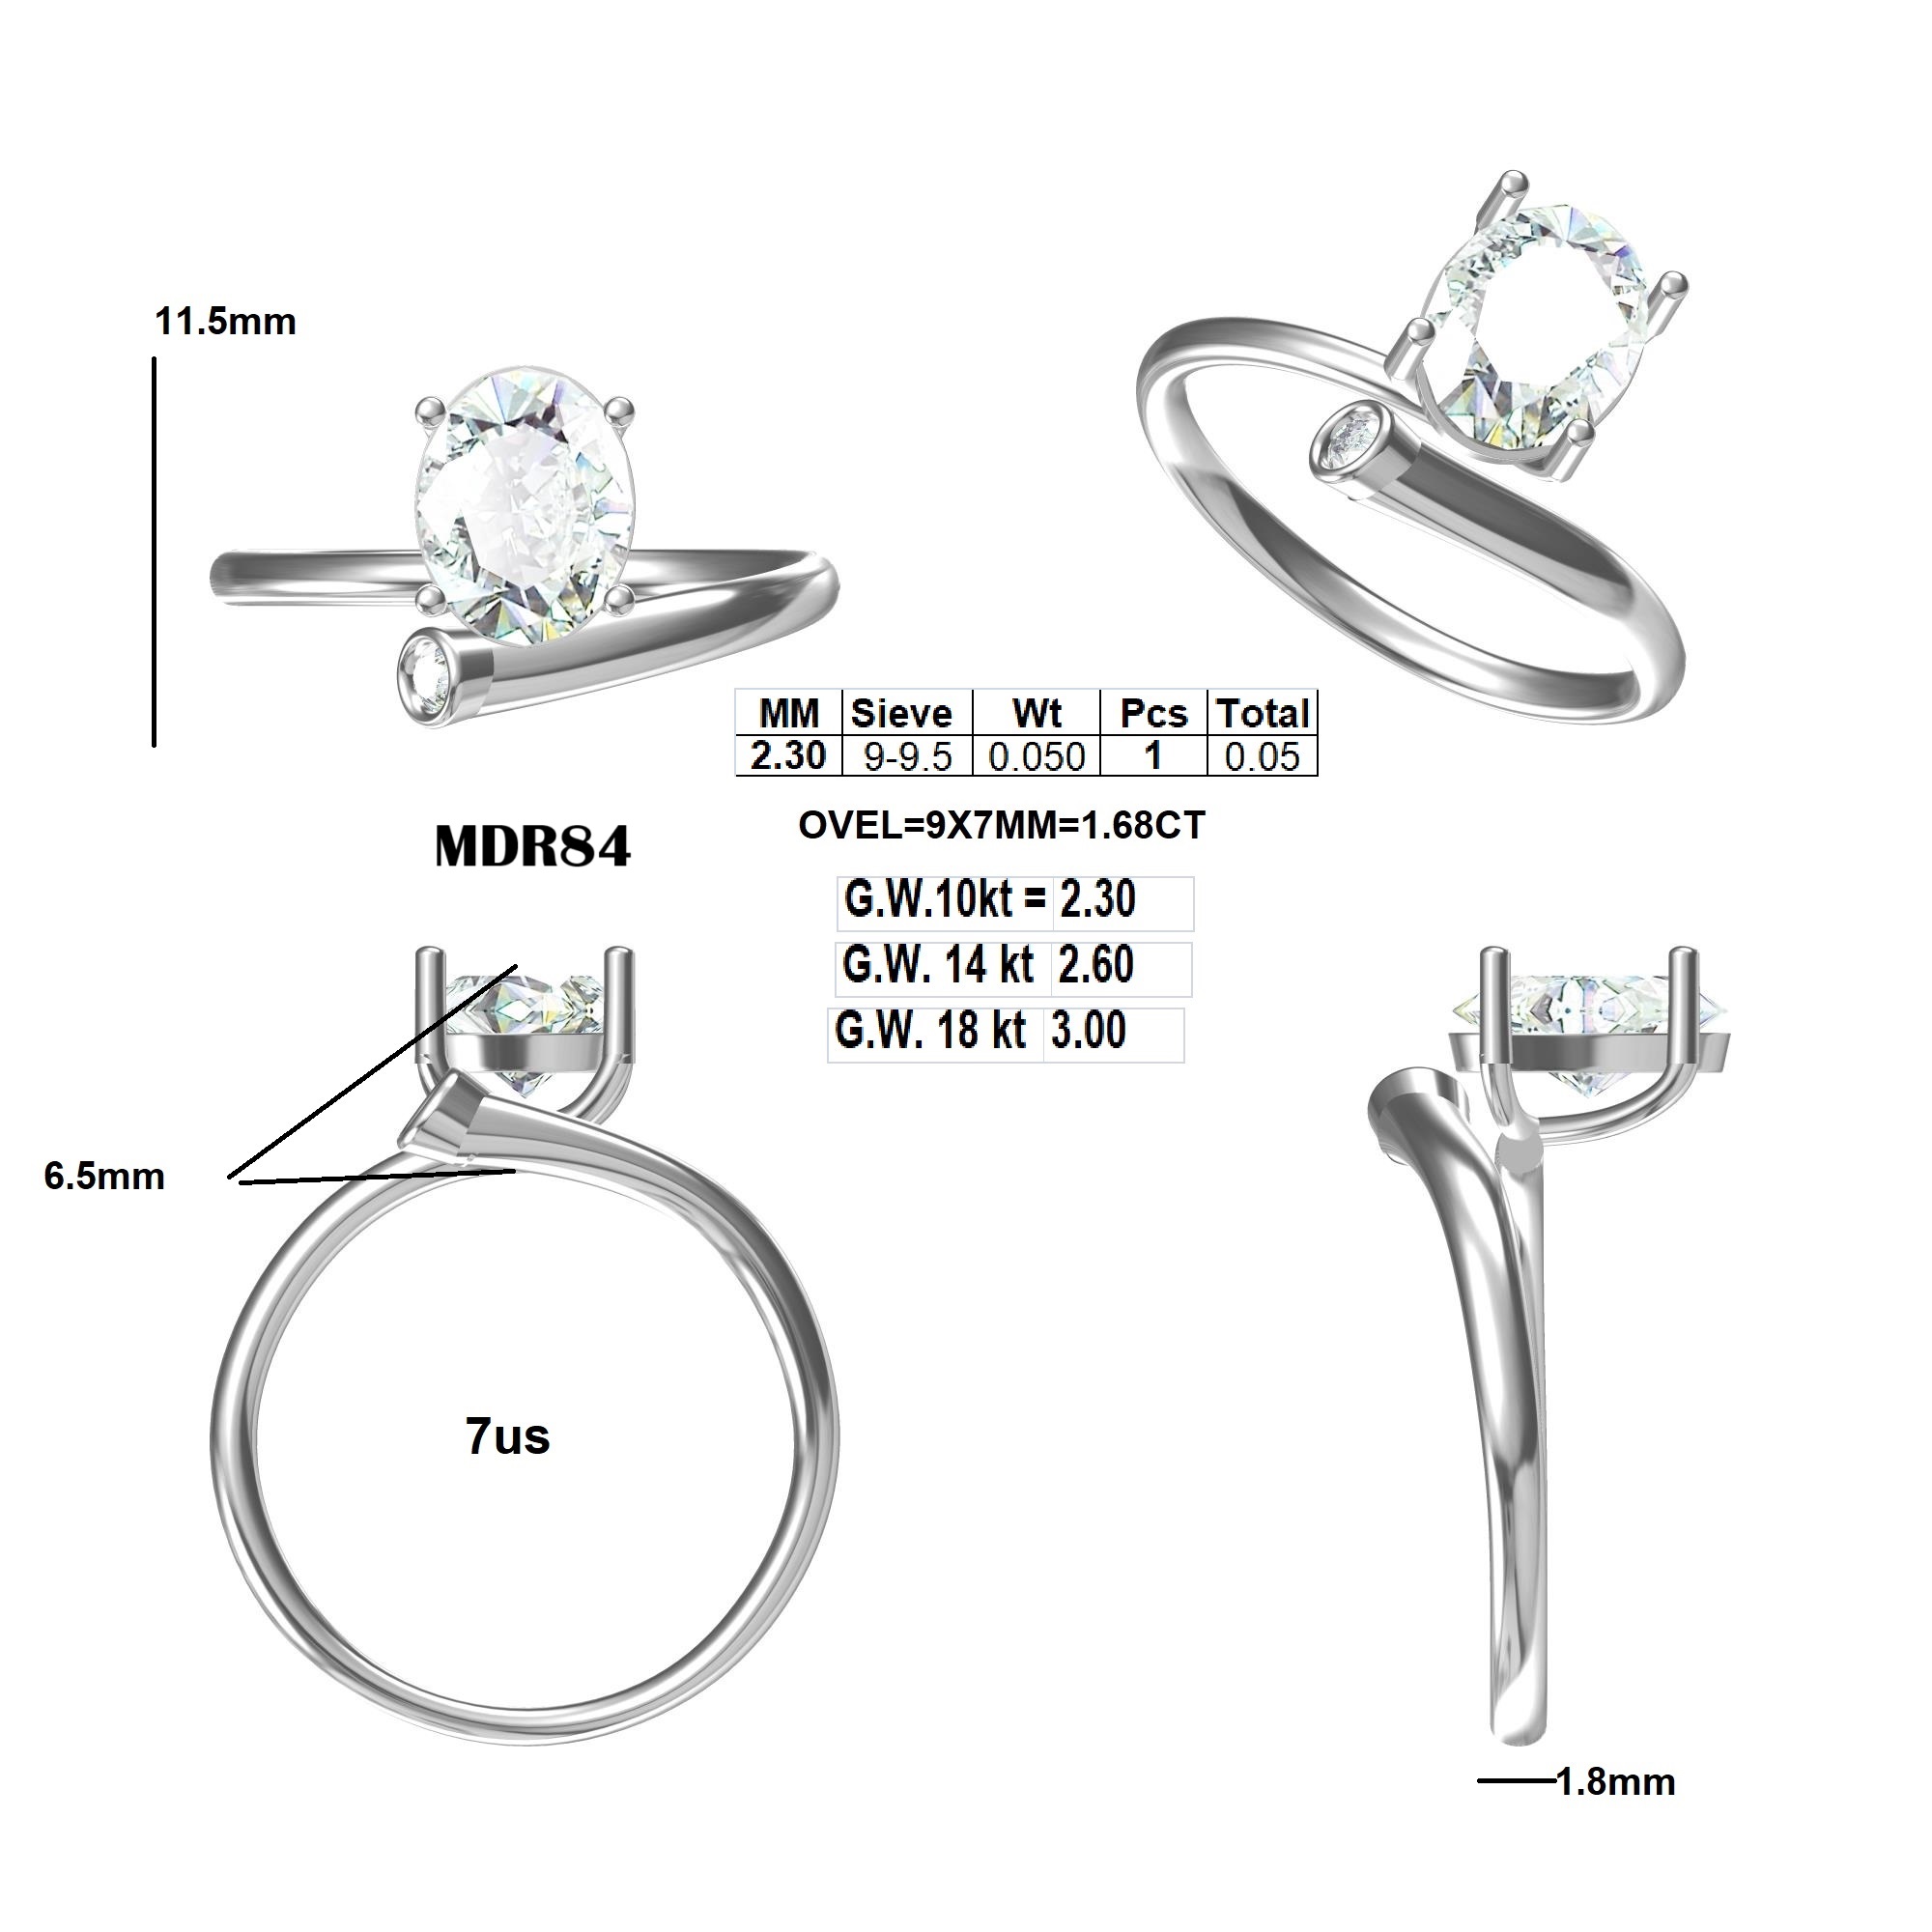 11.5mm
MM Sieve Wt Pcs Total
2.30 9-9.5 0.050 1 0.05
OVEL=9X7MM=1.68CT
MDR84
G.W.10kt = 2.30
G.W. 14 kt 2.60
G.W. 18 kt 3.00
6.5mm
7us
1.8mm